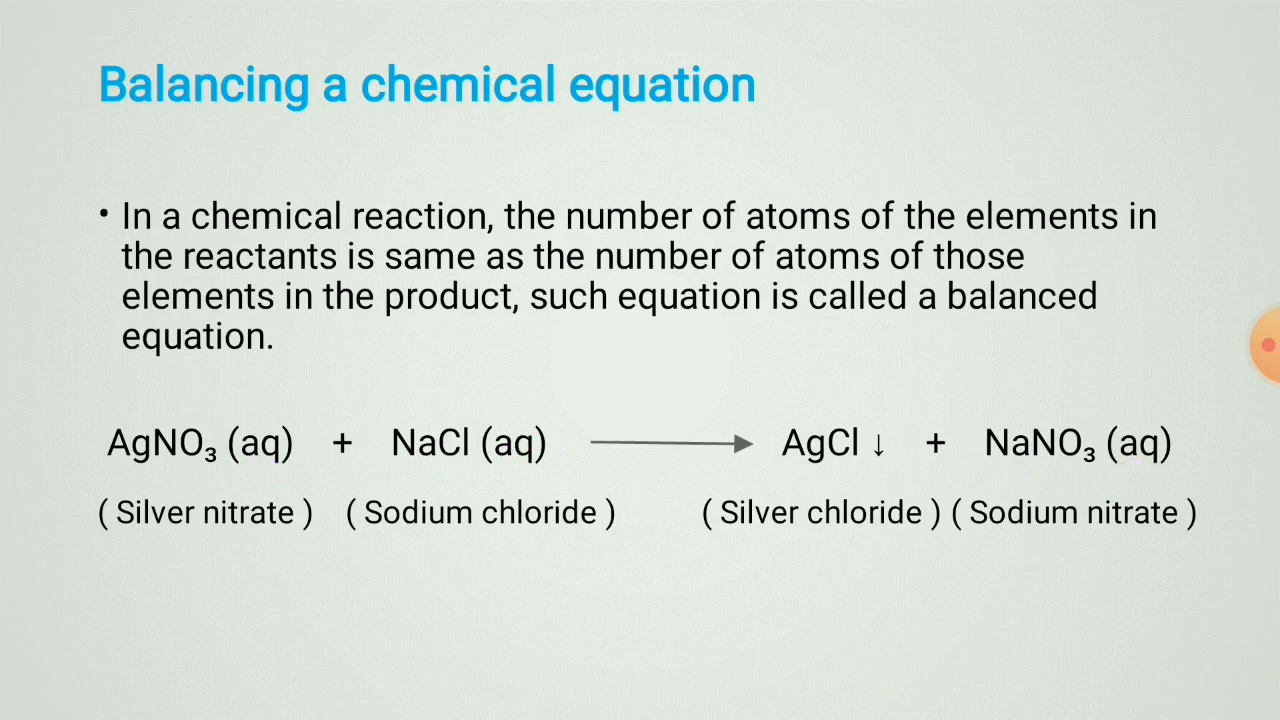 Balancing a chemical equation
• In a chemical reaction, the number of atoms of the elements in
the reactants is same as the number of atoms of those
elements in the product, such equation is called a balanced
equation.
AgNO₃ (aq) + NaCl (aq) ⟶ AgCl ↓ + NaNO₃ (aq)
( Silver nitrate ) ( Sodium chloride ) ( Silver chloride ) ( Sodium nitrate )